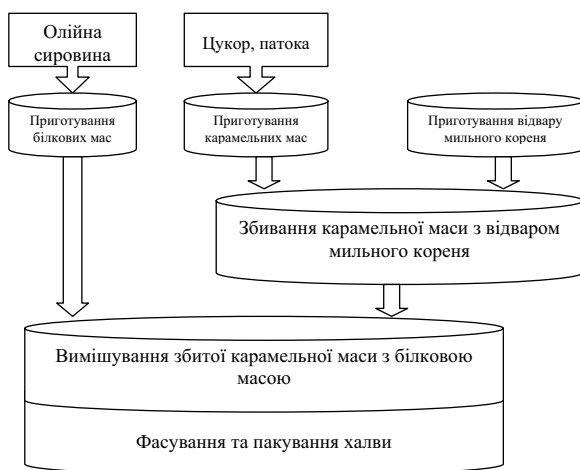 Олійна
сировина
Цукор, патока
Приготування
білкових мас
Приготування
карамельних мас
Приготування відвару
мильного кореня
Збивання карамельної маси з відваром
мильного кореня
Вимішування збитої карамельної маси з білковою
масою
Фасування та пакування халви